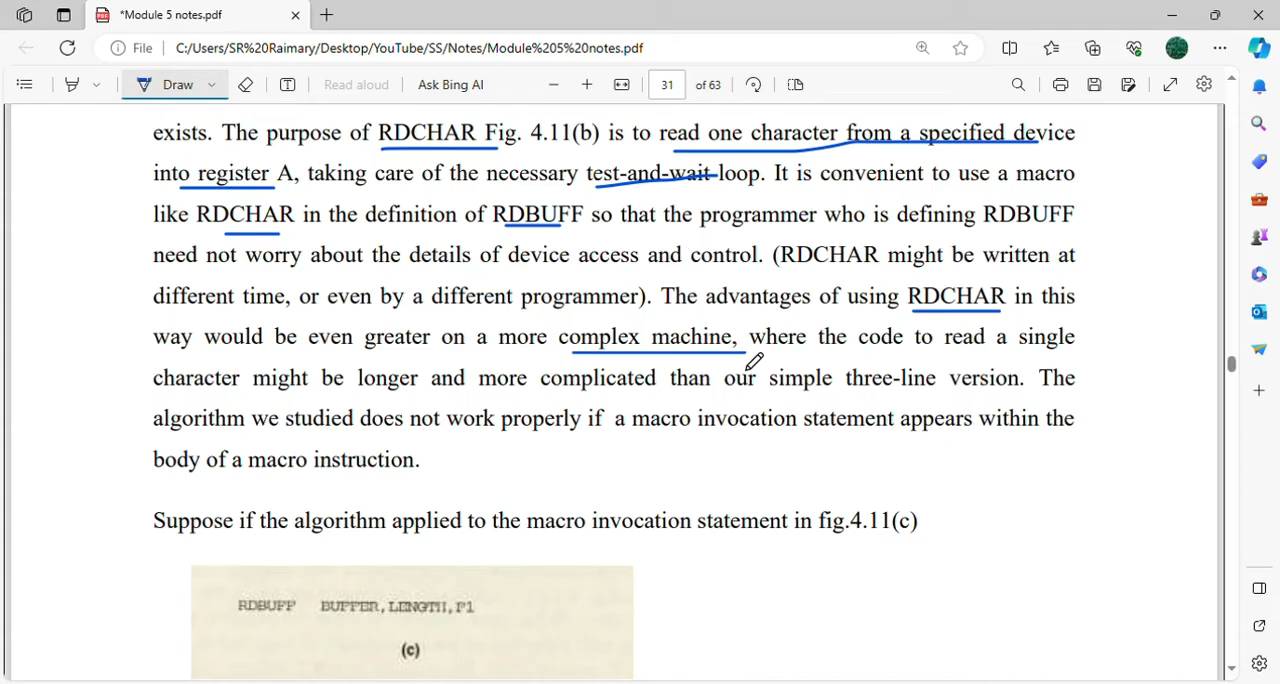 *Module 5 notes.pdf
File C:/Users/SR%20Raimary/Desktop/YouTube/SS/Notes/Module%205%20notes.pdf
Draw Read aloud Ask Bing AI 31 of 63
exists. The purpose of RDCHAR Fig. 4.11(b) is to read one character from a specified device
into register A, taking care of the necessary test-and-wait loop. It is convenient to use a macro
like RDCHAR in the definition of RDBUFF so that the programmer who is defining RDBUFF
need not worry about the details of device access and control. (RDCHAR might be written at
different time, or even by a different programmer). The advantages of using RDCHAR in this
way would be even greater on a more complex machine, where the code to read a single
character might be longer and more complicated than our simple three-line version. The
algorithm we studied does not work properly if a macro invocation statement appears within the
body of a macro instruction.
Suppose if the algorithm applied to the macro invocation statement in fig.4.11(c)
RDBUFF BUFFER,LENGTH,F1
(c)